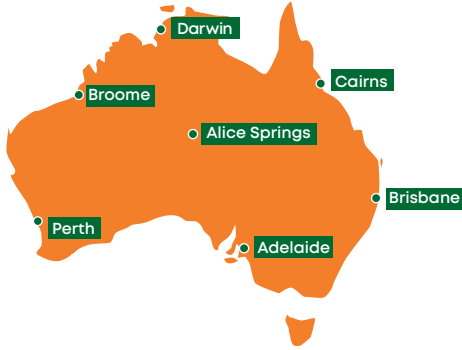 Darwin
Cairns
Broome
Alice Springs
Brisbane
Perth
Adelaide